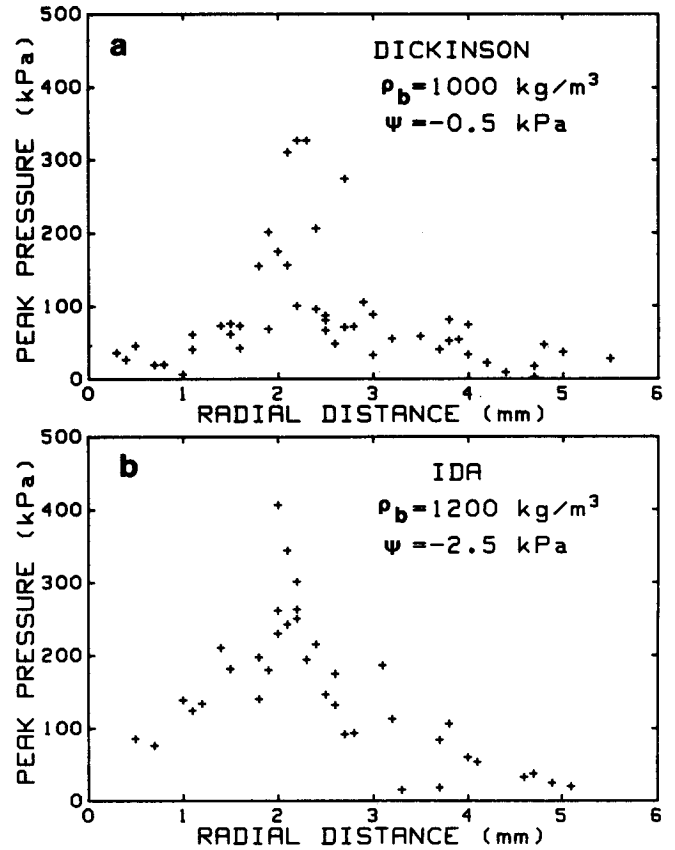 a
DICKINSON
ρb=1000 kg/m³
ψ =-0.5 kPa
PEAK PRESSURE (kPa)
500
400
300
200
100
0
0 1 2 3 4 5 6
RADIAL DISTANCE (mm)
b
IDA
ρb=1200 kg/m³
ψ =-2.5 kPa
PEAK PRESSURE (kPa)
500
400
300
200
100
0
0 1 2 3 4 5 6
RADIAL DISTANCE (mm)